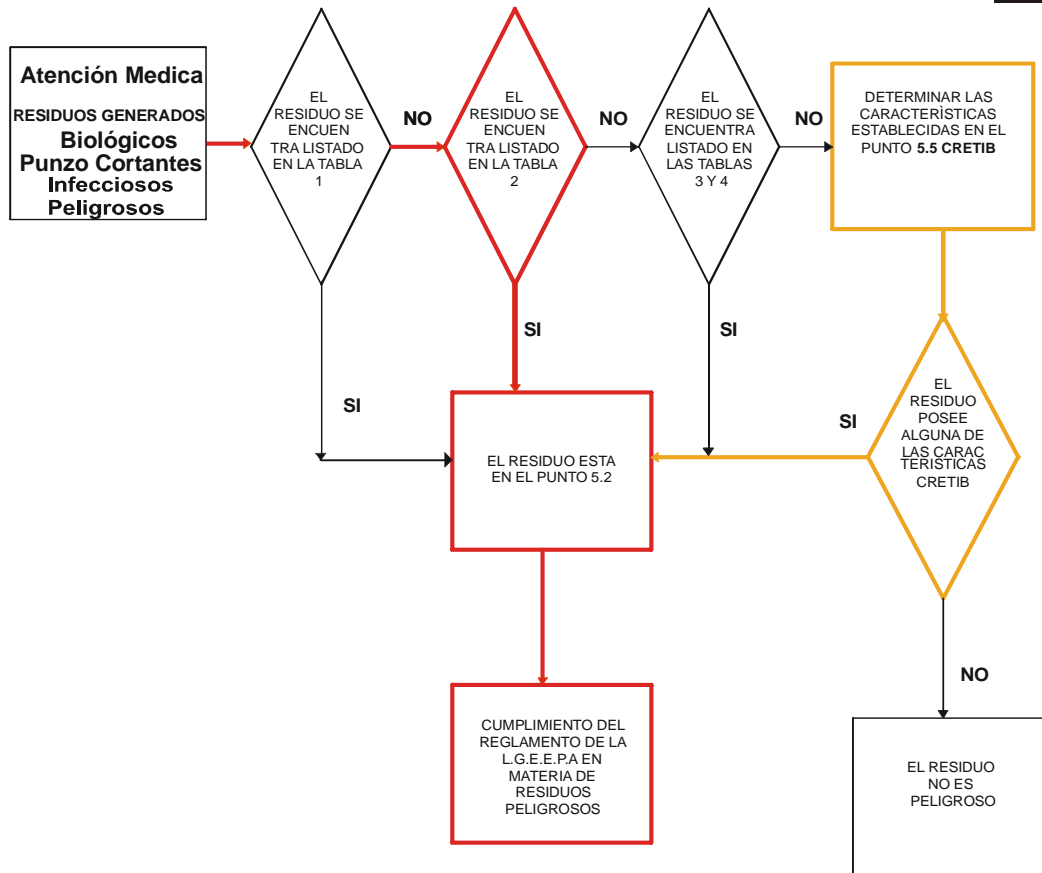 Atención Medica
RESIDUOS GENERADOS
Biológicos
Punzo Cortantes
Infecciosos
Peligrosos
EL
RESIDUO SE
ENCUEN
TRA LISTADO
EN LA TABLA
1
NO
EL
RESIDUO SE
ENCUEN
TRA LISTADO
EN LA TABLA
2
NO
EL
RESIDUO SE
ENCUENTRA
LISTADO EN
LAS TABLAS
3 Y 4
NO
DETERMINAR LAS
CARACTERÌSTICAS
ESTABLECIDAS EN EL
PUNTO 5.5 CRETIB
SI
SI
SI
SI
EL
RESIDUO
POSEE
ALGUNA DE
LAS CARAC
TERÍSTICAS
CRETIB
EL RESIDUO ESTA
EN EL PUNTO 5.2
NO
CUMPLIMIENTO DEL
REGLAMENTO DE LA
L.G.E.E.P.A EN
MATERIA DE
RESIDUOS
PELIGROSOS
EL RESIDUO
NO ES
PELIGROSO